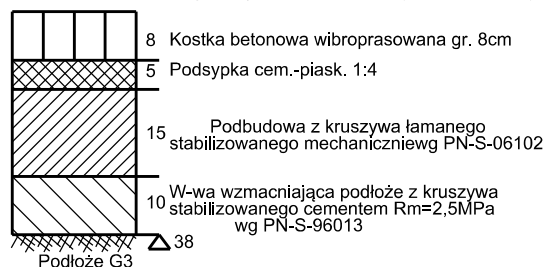 8 Kostka betonowa wibroprasowana gr. 8cm
5 Podsypka cem.-piask. 1:4
15 Podbudowa z kruszywa łamanego
stabilizowanego mechaniczniewg PN-S-06102
W-wa wzmacniająca podłoże z kruszywa
10 stabilizowanego cementem Rm=2,5MPa
wg PN-S-96013
38
Podłoże G3